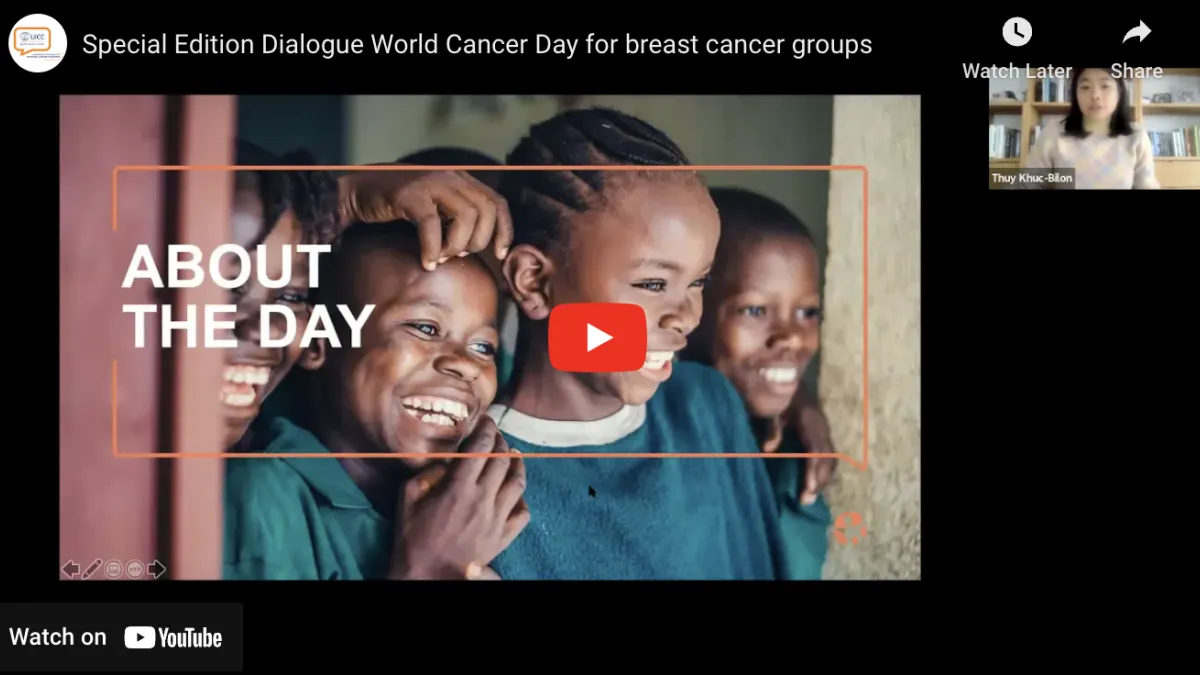 UICC
Special Edition Dialogue World Cancer Day for breast cancer groups
Watch Later
Share
Thuy Khuc-Bilon
ABOUT
THE DAY
Watch on YouTube